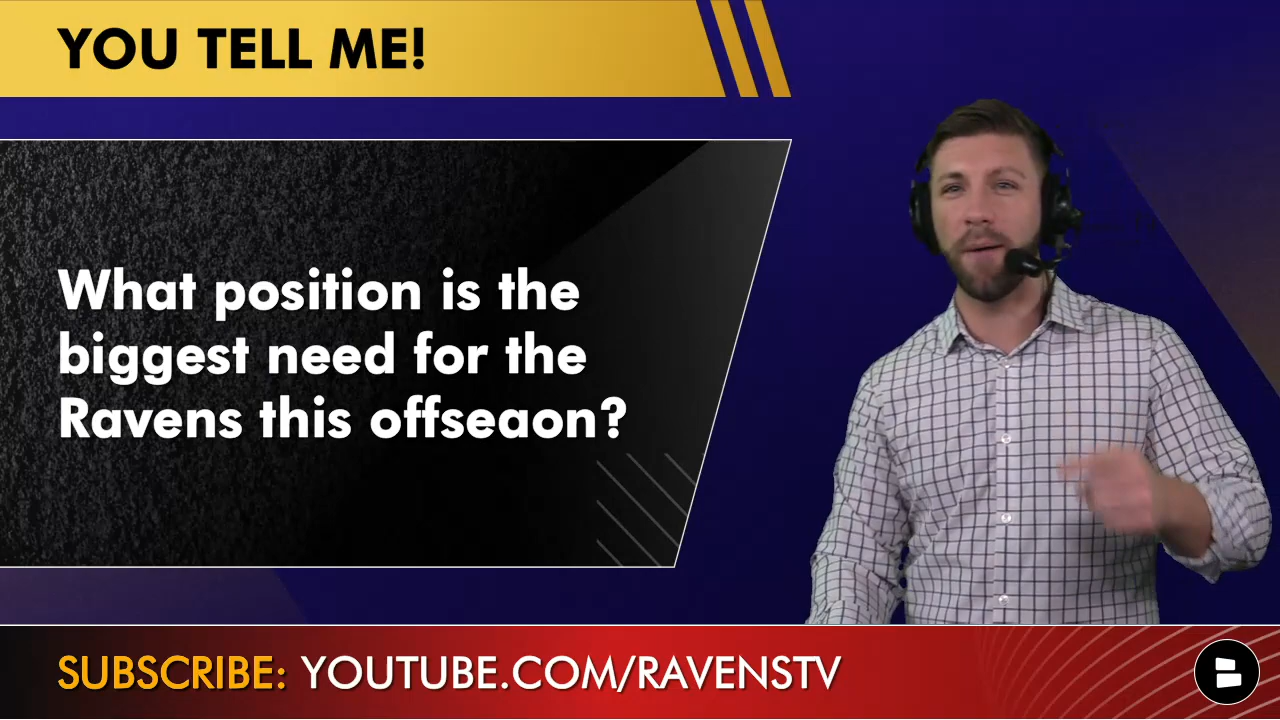 YOU TELL ME!
What position is the
biggest need for the
Ravens this offseaon?
SUBSCRIBE: YOUTUBE.COM/RAVENSTV